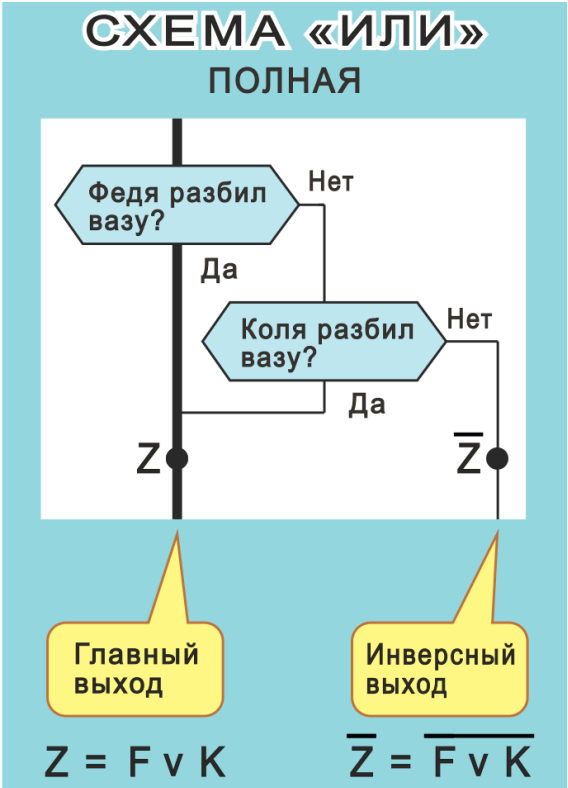 СХЕМА «ИЛИ»
ПОЛНАЯ
Федя разбил
вазу?
Нет
Да
Коля разбил
вазу?
Нет
Да
Z
Z̅
Главный
выход
Инверсный
выход
Z = F v K
Z̅ = F̅ ̅v̅ ̅K̅